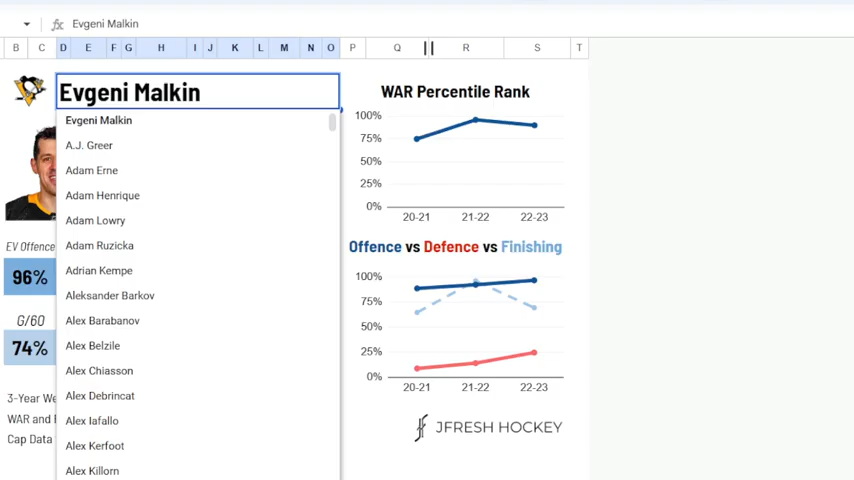 Evgeni Malkin
B C D E F G H I J K L M N O P Q R S T
Evgeni Malkin
Evgeni Malkin
A.J. Greer
Adam Erne
Adam Henrique
Adam Lowry
Adam Ruzicka
Adrian Kempe
Aleksander Barkov
Alex Barabanov
Alex Belzile
Alex Chiasson
Alex Debrincat
Alex Iafallo
Alex Kerfoot
Alex Killorn
EV Offence
96%
G/60
74%
3-Year We
WAR and
Cap Data
WAR Percentile Rank
100%
75%
50%
25%
0%
20-21 21-22 22-23
Offence vs Defence vs Finishing
100%
75%
50%
25%
0%
20-21 21-22 22-23
JFRESH HOCKEY